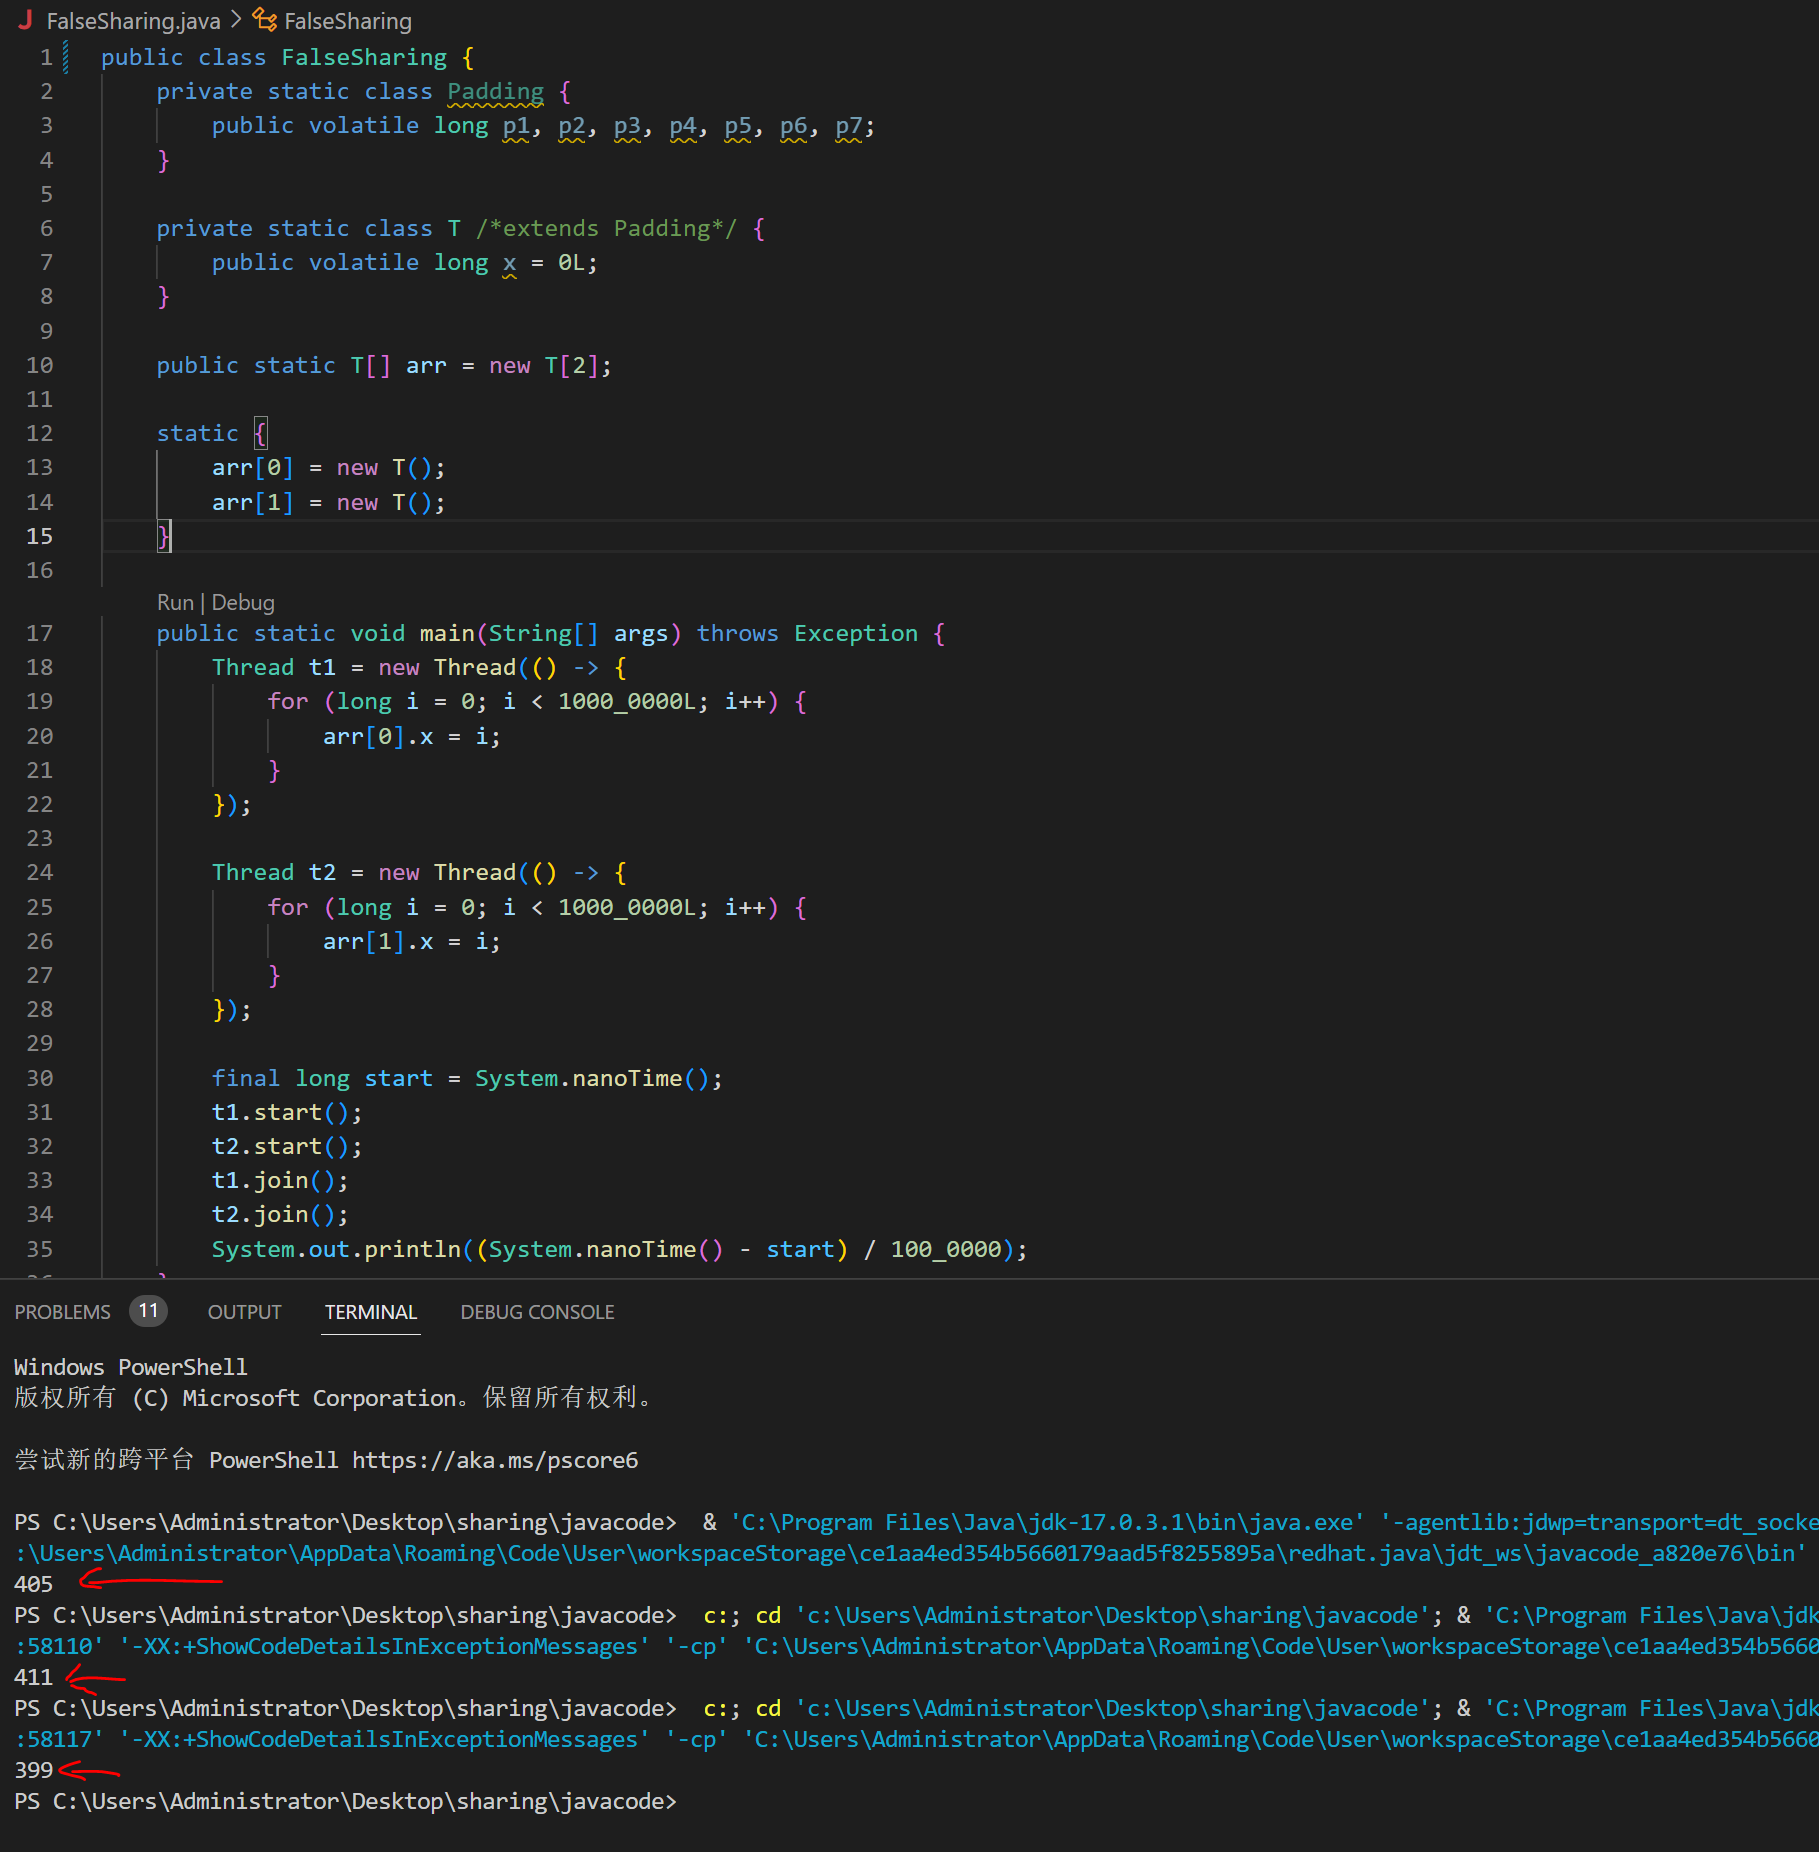 FalseSharing.java > FalseSharing
1 public class FalseSharing {
2 private static class Padding {
3 public volatile long p1, p2, p3, p4, p5, p6, p7;
4 }
5
6 private static class T /*extends Padding*/ {
7 public volatile long x = 0L;
8 }
9
10 public static T[] arr = new T[2];
11
12 static {
13 arr[0] = new T();
14 arr[1] = new T();
15 }
16
Run | Debug
17 public static void main(String[] args) throws Exception {
18 Thread t1 = new Thread(() -> {
19 for (long i = 0; i < 1000_0000L; i++) {
20 arr[0].x = i;
21 }
22 });
23
24 Thread t2 = new Thread(() -> {
25 for (long i = 0; i < 1000_0000L; i++) {
26 arr[1].x = i;
27 }
28 });
29
30 final long start = System.nanoTime();
31 t1.start();
32 t2.start();
33 t1.join();
34 t2.join();
35 System.out.println((System.nanoTime() - start) / 100_0000);
PROBLEMS 11 OUTPUT TERMINAL DEBUG CONSOLE
Windows PowerShell
版权所有 (C) Microsoft Corporation。保留所有权利。
尝试新的跨平台 PowerShell https://aka.ms/pscore6
PS C:\Users\Administrator\Desktop\sharing\javacode> & 'C:\Program Files\Java\jdk-17.0.3.1\bin\java.exe' '-agentlib:jdwp=transport=dt_socke
:\Users\Administrator\AppData\Roaming\Code\User\workspaceStorage\ce1aa4ed354b5660179aad5f8255895a\redhat.java\jdt_ws\javacode_a820e76\bin'
405
PS C:\Users\Administrator\Desktop\sharing\javacode> c:; cd 'c:\Users\Administrator\Desktop\sharing\javacode'; & 'C:\Program Files\Java\jdk
:58110' '-XX:+ShowCodeDetailsInExceptionMessages' '-cp' 'C:\Users\Administrator\AppData\Roaming\Code\User\workspaceStorage\ce1aa4ed354b5660
411
PS C:\Users\Administrator\Desktop\sharing\javacode> c:; cd 'c:\Users\Administrator\Desktop\sharing\javacode'; & 'C:\Program Files\Java\jdk
:58117' '-XX:+ShowCodeDetailsInExceptionMessages' '-cp' 'C:\Users\Administrator\AppData\Roaming\Code\User\workspaceStorage\ce1aa4ed354b5660
399
PS C:\Users\Administrator\Desktop\sharing\javacode>